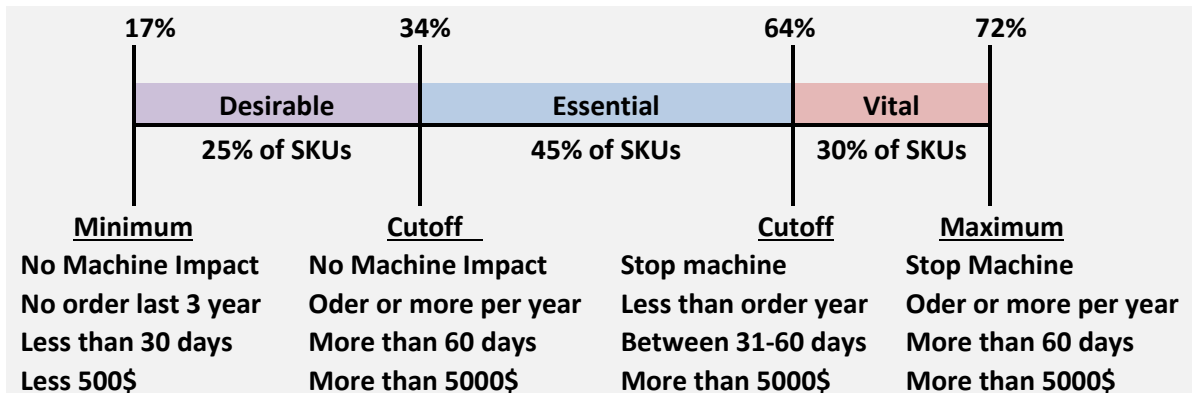 17% 34% 64% 72%
Desirable Essential Vital
25% of SKUs 45% of SKUs 30% of SKUs
Minimum Cutoff Cutoff Maximum
No Machine Impact No Machine Impact Stop machine Stop Machine
No order last 3 year Oder or more per year Less than order year Oder or more per year
Less than 30 days More than 60 days Between 31-60 days More than 60 days
Less 500$ More than 5000$ More than 5000$ More than 5000$